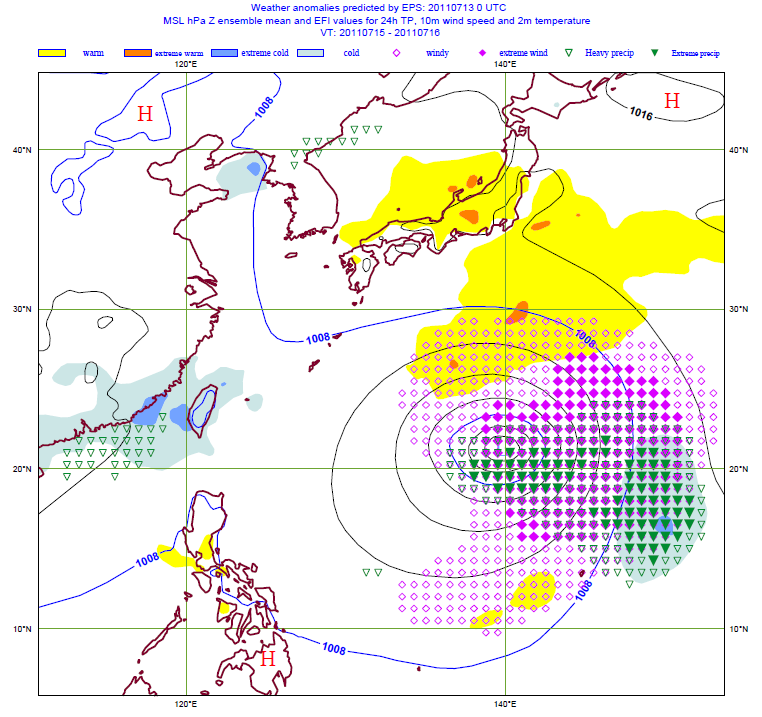 Weather anomalies predicted by EPS: 20110713 0 UTC
MSL hPa Z ensemble mean and EFI values for 24h TP, 10m wind speed and 2m temperature
VT: 20110715 - 20110716
warm extreme warm extreme cold cold windy extreme wind Heavy precip Extreme precip
120°E 140°E
H
1008
H
1016
40°N 40°N
30°N 30°N
1008
1008
20°N 20°N
1008
1008
10°N 10°N
1008
H
120°E 140°E